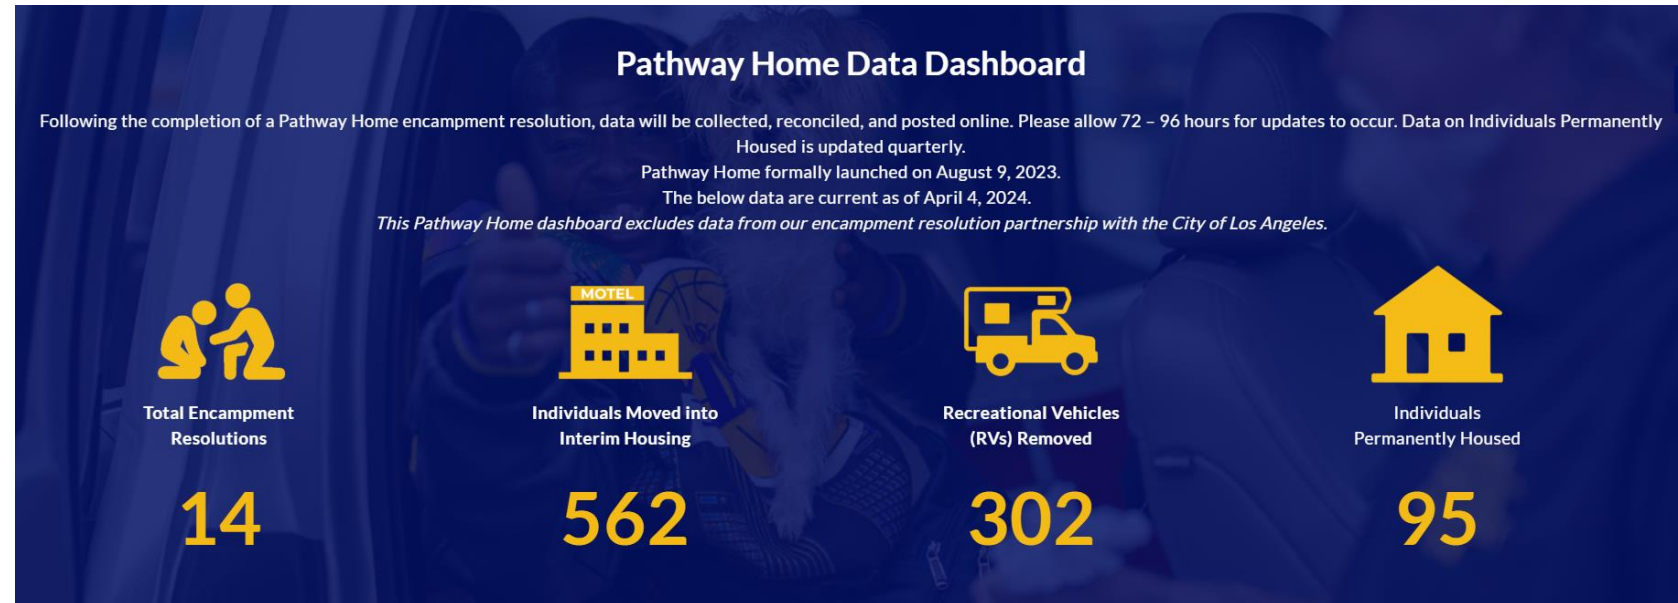 Pathway Home Data Dashboard
Following the completion of a Pathway Home encampment resolution, data will be collected, reconciled, and posted online. Please allow 72 – 96 hours for updates to occur. Data on Individuals Permanently
Housed is updated quarterly.
Pathway Home formally launched on August 9, 2023.
The below data are current as of April 4, 2024.
This Pathway Home dashboard excludes data from our encampment resolution partnership with the City of Los Angeles.
MOTEL
Total Encampment
Resolutions
14
Individuals Moved into
Interim Housing
562
Recreational Vehicles
(RVs) Removed
302
Individuals
Permanently Housed
95